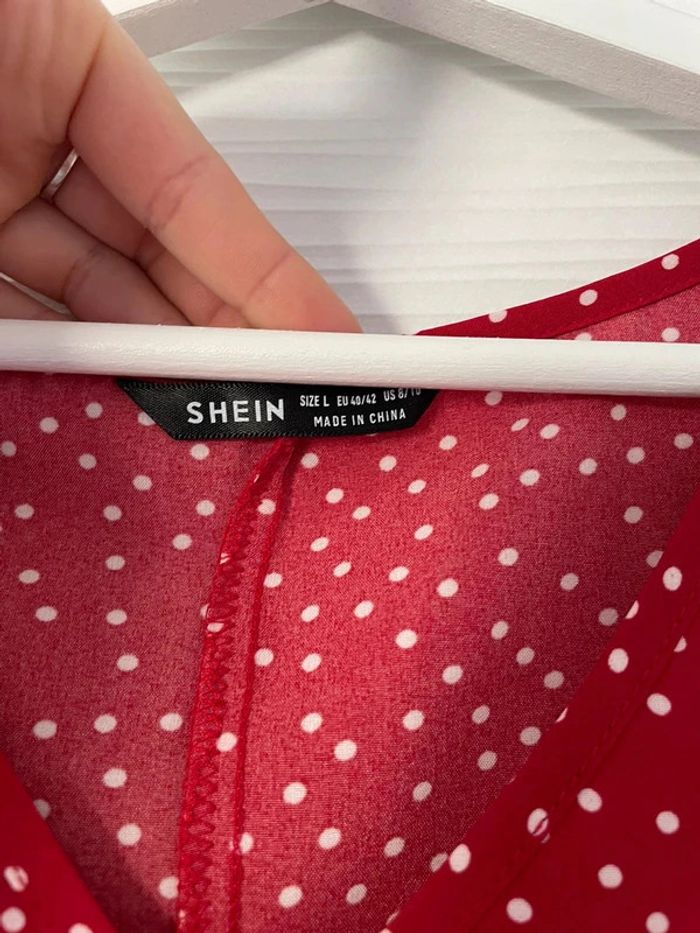 SHEIN
SIZE L EU 40/42 US 8/10
MADE IN CHINA